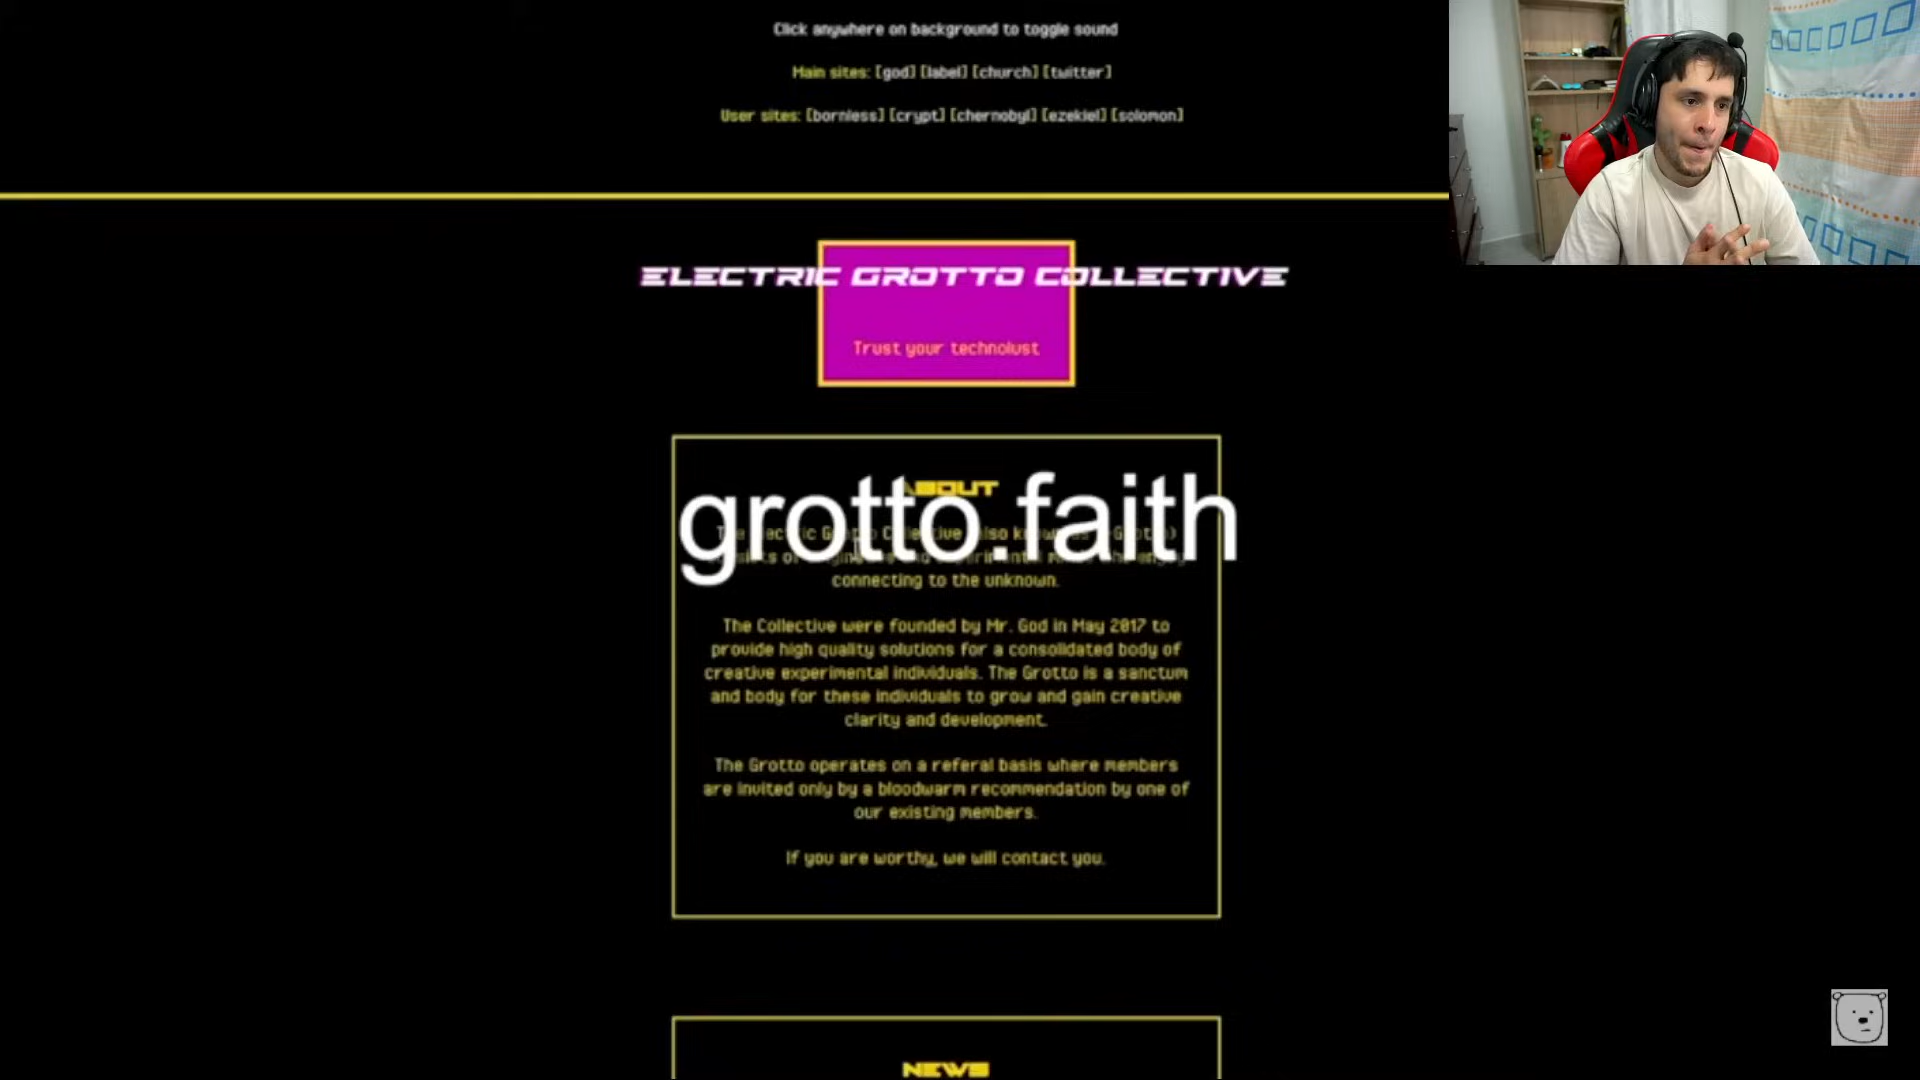 Click anywhere on background to toggle sound
Main sites: [god] [label] [church] [twitter]
User sites: [bornless] [crypt] [chernobyl] [ezekiel] [solomon]
ELECTRIC GROTTO COLLECTIVE
Trust your technolust
ABOUT
grotto.faith
connecting to the unknown.
The Collective were founded by Mr. God in May 2017 to
provide high quality solutions for a consolidated body of
creative experimental individuals. The Grotto is a sanctum
and body for these individuals to grow and gain creative
clarity and development.
The Grotto operates on a referal basis where members
are invited only by a bloodwarm recommendation by one of
our existing members.
If you are worthy, we will contact you.
NEWS